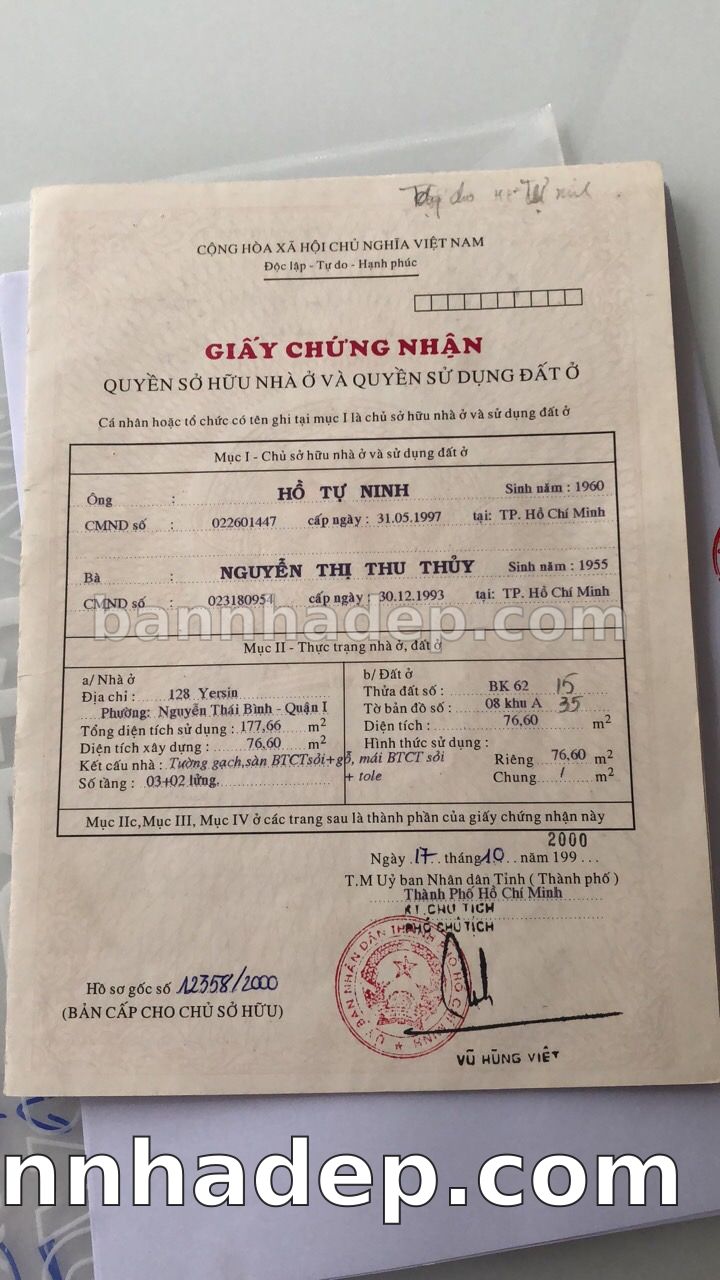 CỘNG HÒA XÃ HỘI CHỦ NGHĨA VIỆT NAM
Độc lập - Tự do - Hạnh phúc
GIẤY CHỨNG NHẬN
QUYỀN SỞ HỮU NHÀ Ở VÀ QUYỀN SỬ DỤNG ĐẤT Ở
Cá nhân hoặc tổ chức có tên ghi tại mục I là chủ sở hữu nhà ở và sử dụng đất ở
Mục I - Chủ sở hữu nhà ở và sử dụng đất ở
Ông : HỒ TỰ NINH Sinh năm : 1960
CMND số : 022601447 cấp ngày : 31.05.1997 tại: TP. Hồ Chí Minh
Bà : NGUYỄN THỊ THU THỦY Sinh năm : 1955
CMND số : 023180954 cấp ngày : 30.12.1993 tại: TP. Hồ Chí Minh
bannhadep.com
Mục II - Thực trạng nhà ở, đất ở
a/ Nhà ở
Địa chỉ : 128 Yersin
Phường: Nguyễn Thái Bình - Quận I
Tổng diện tích sử dụng : 177,66 m2
Diện tích xây dựng : 76,60 m2
Kết cấu nhà : Tường gạch,sàn BTCTsỏi+gỗ, mái BTCT sỏi
+ tole
Số tầng : 03+02 lửng.
b/ Đất ở
Thửa đất số : BK 62 15
Tờ bản đồ số : 08 khu A 35
Diện tích : 76,60 m2
Hình thức sử dụng :
Riêng 76,60 m2
Chung / m2
Mục IIc,Mục III, Mục IV ở các trang sau là thành phần của giấy chứng nhận này
2000
Ngày .17. tháng 10 . . năm 199 . . .
T.M Uỷ ban Nhân dân Tỉnh ( Thành phố )
Thành Phố Hồ Chí Minh
KT.CHỦ TỊCH
PHÓ CHỦ TỊCH
ỦY BAN NHÂN DÂN THÀNH PHỐ HỒ CHÍ MINH
Hồ sơ gốc số 12358/2000
(BẢN CẤP CHO CHỦ SỞ HỮU)
VŨ HÙNG VIỆT
nnhadep.com